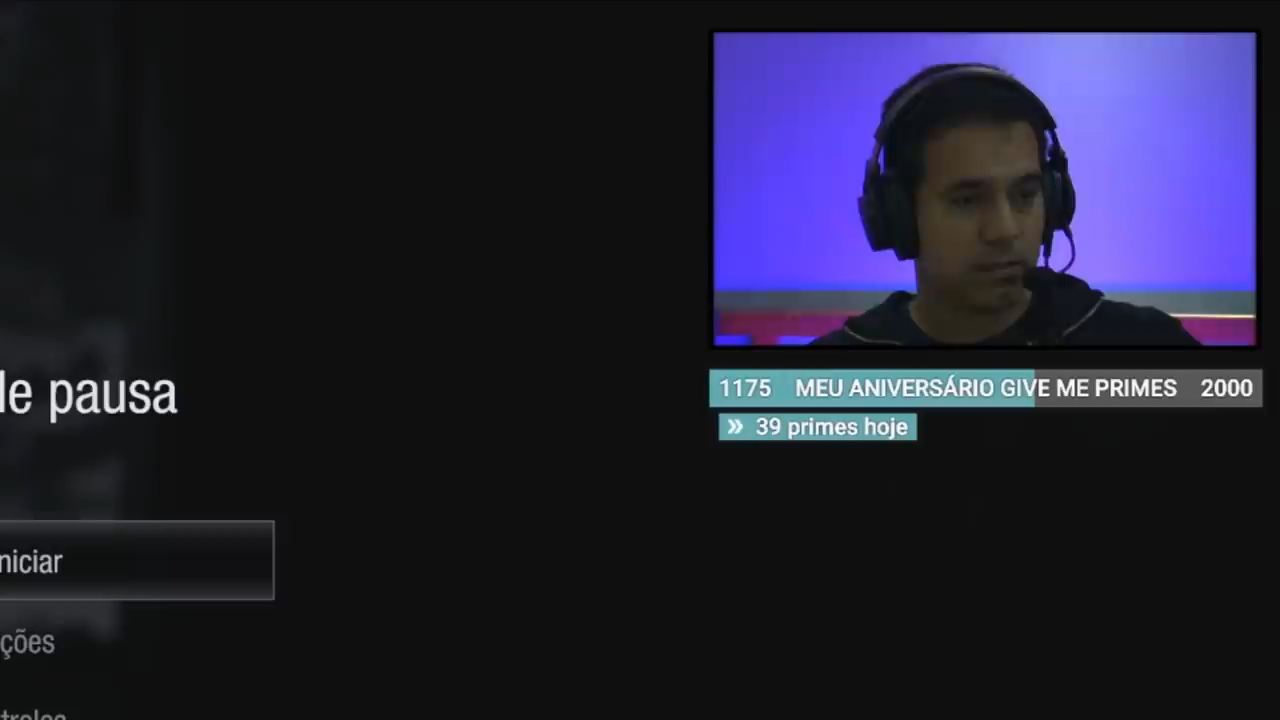 1175 MEU ANIVERSÁRIO GIVE ME PRIMES 2000
» 39 primes hoje
le pausa
niciar
ções